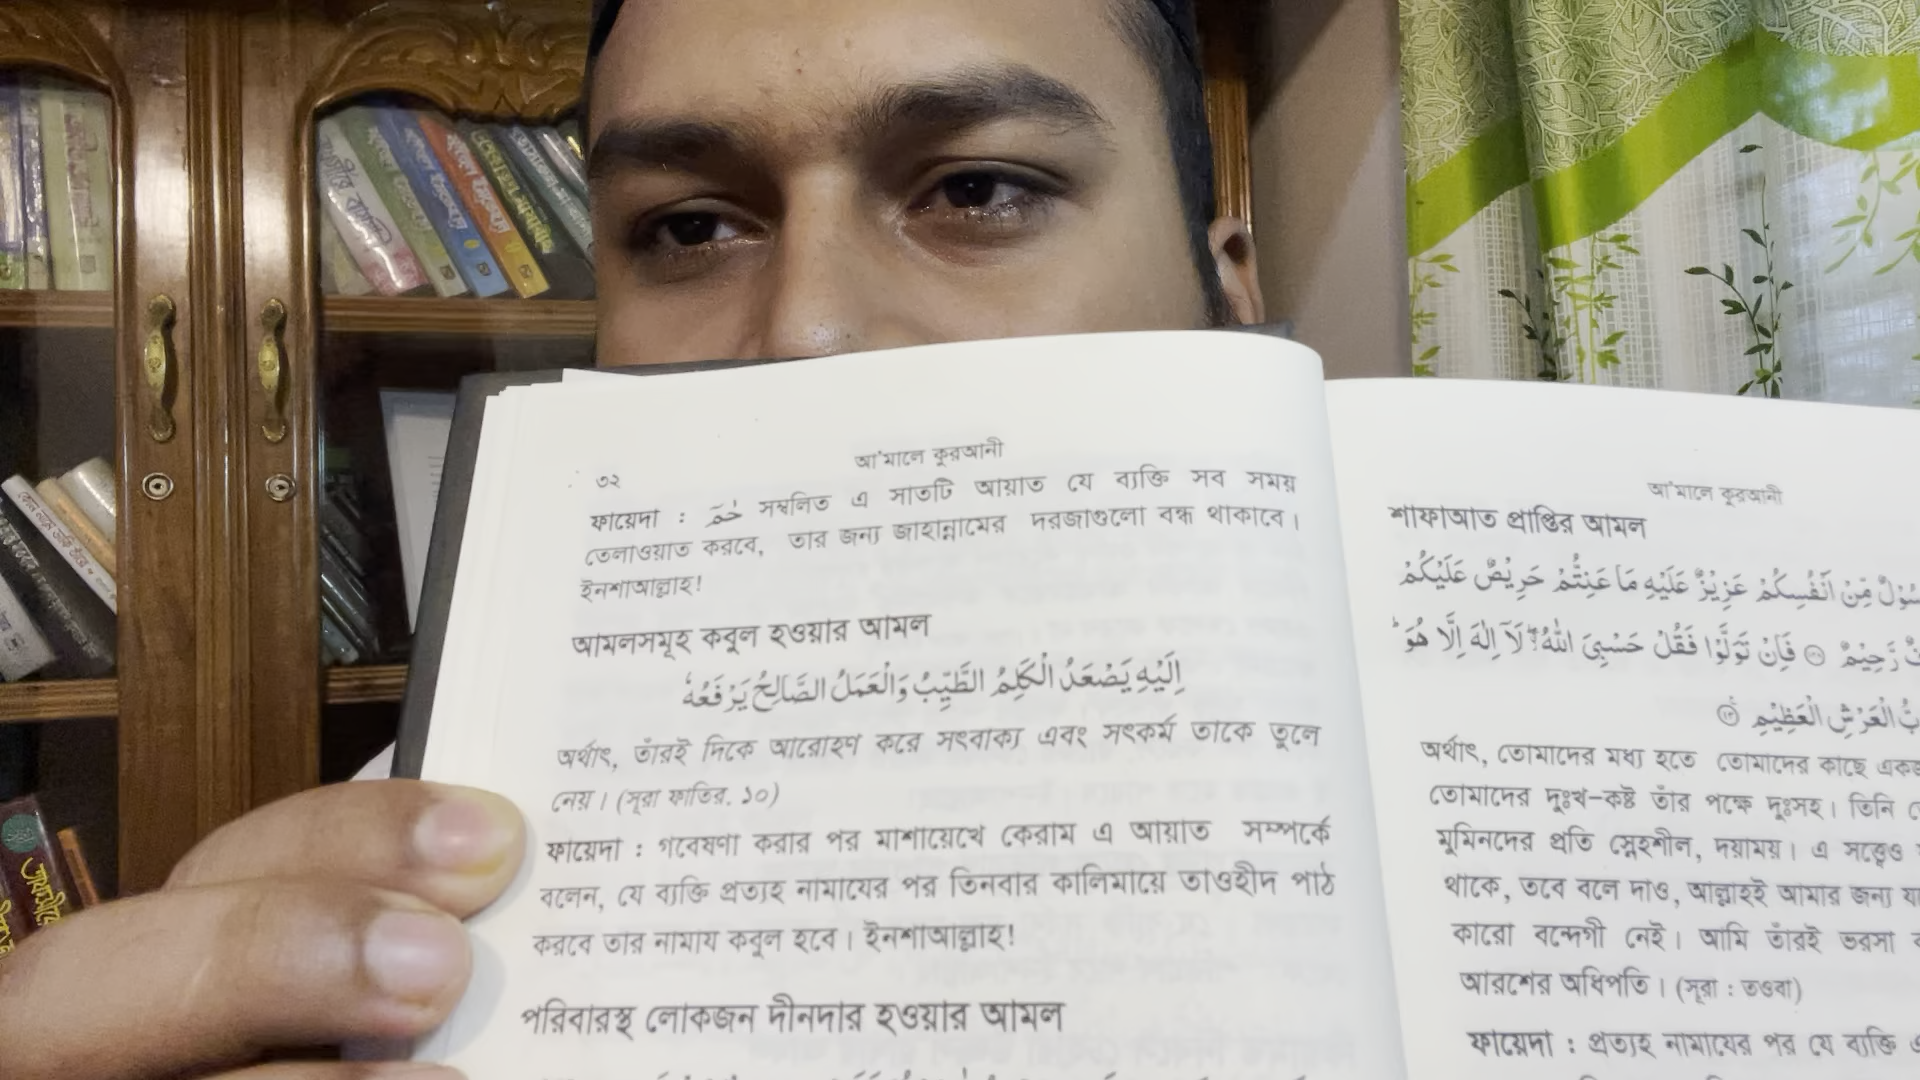 ৩২
আ'মালে কুরআনী
ফায়েদা : حٰمٓ সম্বলিত এ সাতটি আয়াত যে ব্যক্তি সব সময়
তেলাওয়াত করবে, তার জন্য জাহান্নামের দরজাগুলো বন্ধ থাকাবে।
ইনশাআল্লাহ!
আমলসমূহ কবুল হওয়ার আমল
اِلَيْهِ يَصْعَدُ الْكَلِمُ الطَّيِّبُ وَالْعَمَلُ الصَّالِحُ يَرْفَعُهٗ
অর্থাৎ, তাঁরই দিকে আরোহণ করে সৎবাক্য এবং সৎকর্ম তাকে তুলে
নেয়। (সূরা ফাতির. ১০)
ফায়েদা : গবেষণা করার পর মাশায়েখে কেরাম এ আয়াত সম্পর্কে
বলেন, যে ব্যক্তি প্রত্যহ নামাযের পর তিনবার কালিমায়ে তাওহীদ পাঠ
করবে তার নামায কবুল হবে। ইনশাআল্লাহ!
পরিবারস্থ লোকজন দীনদার হওয়ার আমল
আ'মালে কুরআনী
শাফাআত প্রাপ্তির আমল
مِّنْ اَنْفُسِكُمْ عَزِيْزٌ عَلَيْهِ مَا عَنِتُّمْ حَرِيْصٌ عَلَيْكُمْ
رَّحِيْمٌ فَاِنْ تَوَلَّوْا فَقُلْ حَسْبِىَ اللّٰهُ لَآ اِلٰهَ اِلَّا هُوَ
الْعَرْشِ الْعَظِيْمِ
অর্থাৎ, তোমাদের মধ্য হতে তোমাদের কাছে
তোমাদের দুঃখ-কষ্ট তাঁর পক্ষে দুঃসহ। তিনি
মুমিনদের প্রতি স্নেহশীল, দয়াময়। এ সত্ত্বেও
থাকে, তবে বলে দাও, আল্লাহই আমার জন্য
কারো বন্দেগী নেই। আমি তাঁরই ভরসা
আরশের অধিপতি। (সূরা : তওবা)
ফায়েদা : প্রত্যহ নামাযের পর যে ব্যক্তি